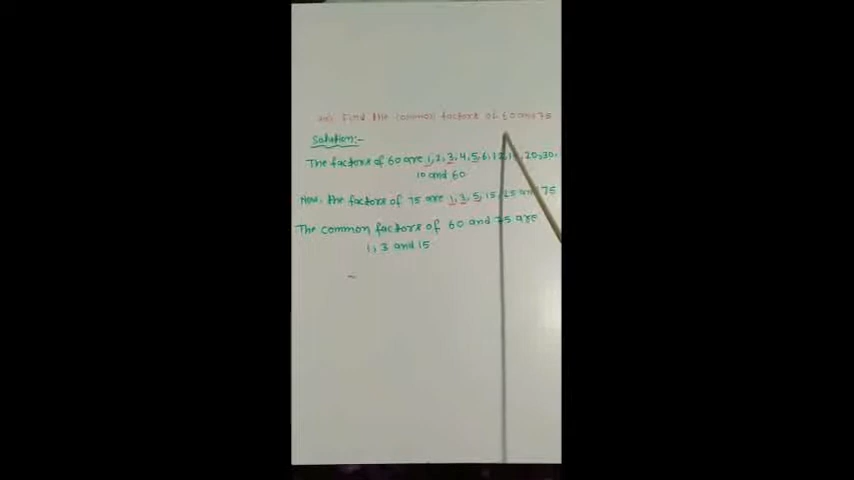 Find the common factors of 60 and 75
Solution:-
The factors of 60 are 1, 2, 3, 4, 5, 6, 12, 20, 30,
10 and 60
Now, the factors of 75 are 1, 3, 5, 15, 25 and 75
The common factors of 60 and 75 are
1, 3 and 15